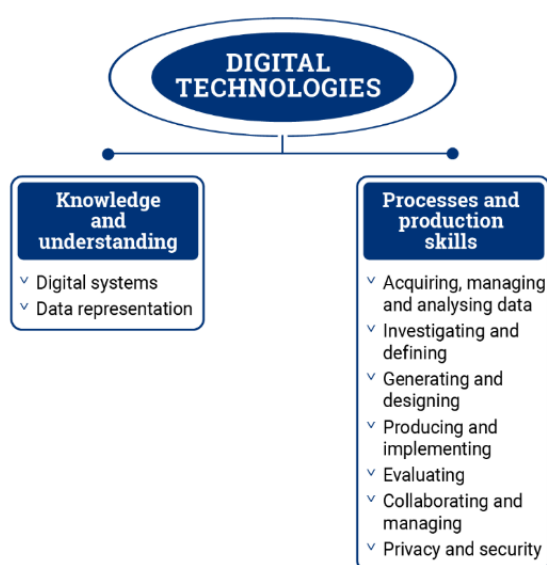 DIGITAL
TECHNOLOGIES
Knowledge
and
understanding
Digital systems
Data representation
Processes and
production
skills
Acquiring, managing
and analysing data
Investigating and
defining
Generating and
designing
Producing and
implementing
Evaluating
Collaborating and
managing
Privacy and security